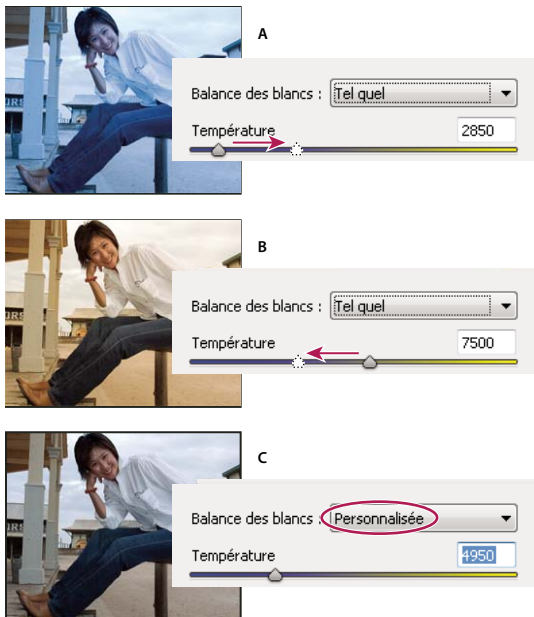 A
Balance des blancs : Tel quel
Température 2850
B
Balance des blancs : Tel quel
Température 7500
C
Balance des blancs : Personnalisée
Température 4950